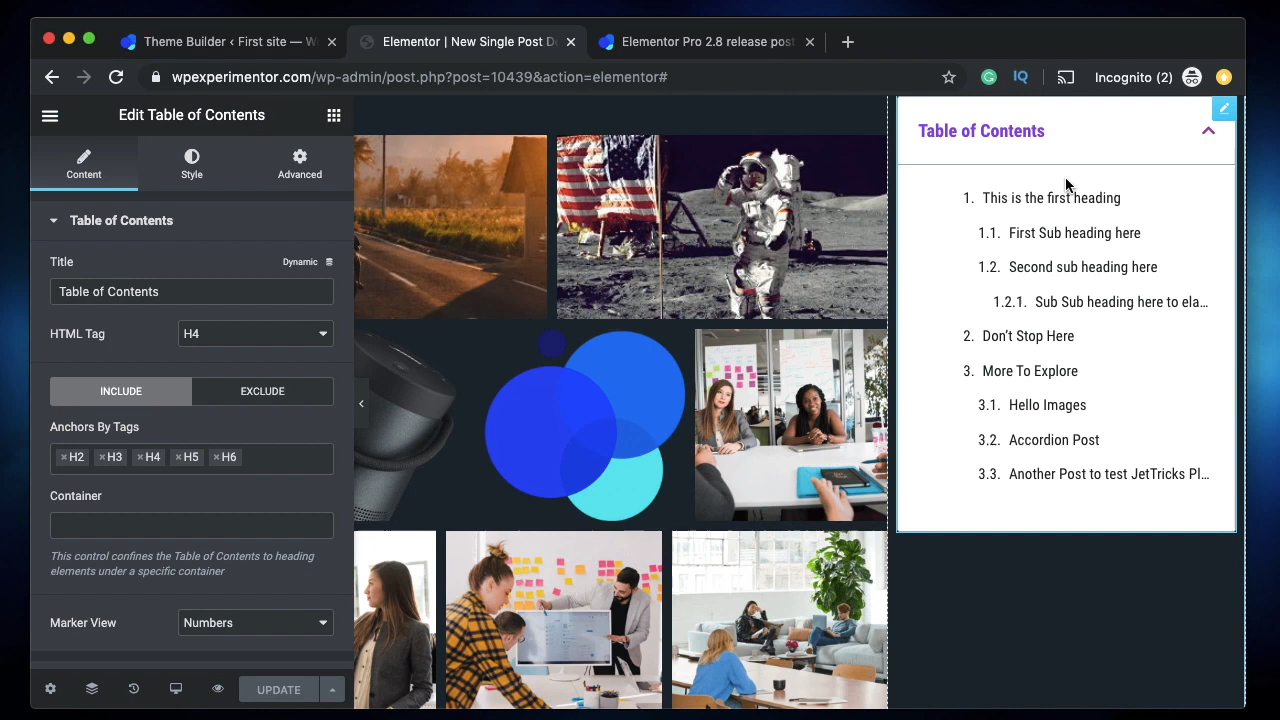 Theme Builder ‹ First site — W
Elementor | New Single Post D
Elementor Pro 2.8 release post
wpexperimentor.com/wp-admin/post.php?post=10439&action=elementor#
IQ
Incognito (2)
Edit Table of Contents
Content
Style
Advanced
Table of Contents
Title
Dynamic
Table of Contents
HTML Tag
H4
INCLUDE
EXCLUDE
Anchors By Tags
×H2 ×H3 ×H4 ×H5 ×H6
Container
This control confines the Table of Contents to heading
elements under a specific container
Marker View
Numbers
UPDATE
Table of Contents
1. This is the first heading
1.1. First Sub heading here
1.2. Second sub heading here
1.2.1. Sub Sub heading here to ela...
2. Don't Stop Here
3. More To Explore
3.1. Hello Images
3.2. Accordion Post
3.3. Another Post to test JetTricks Pl...